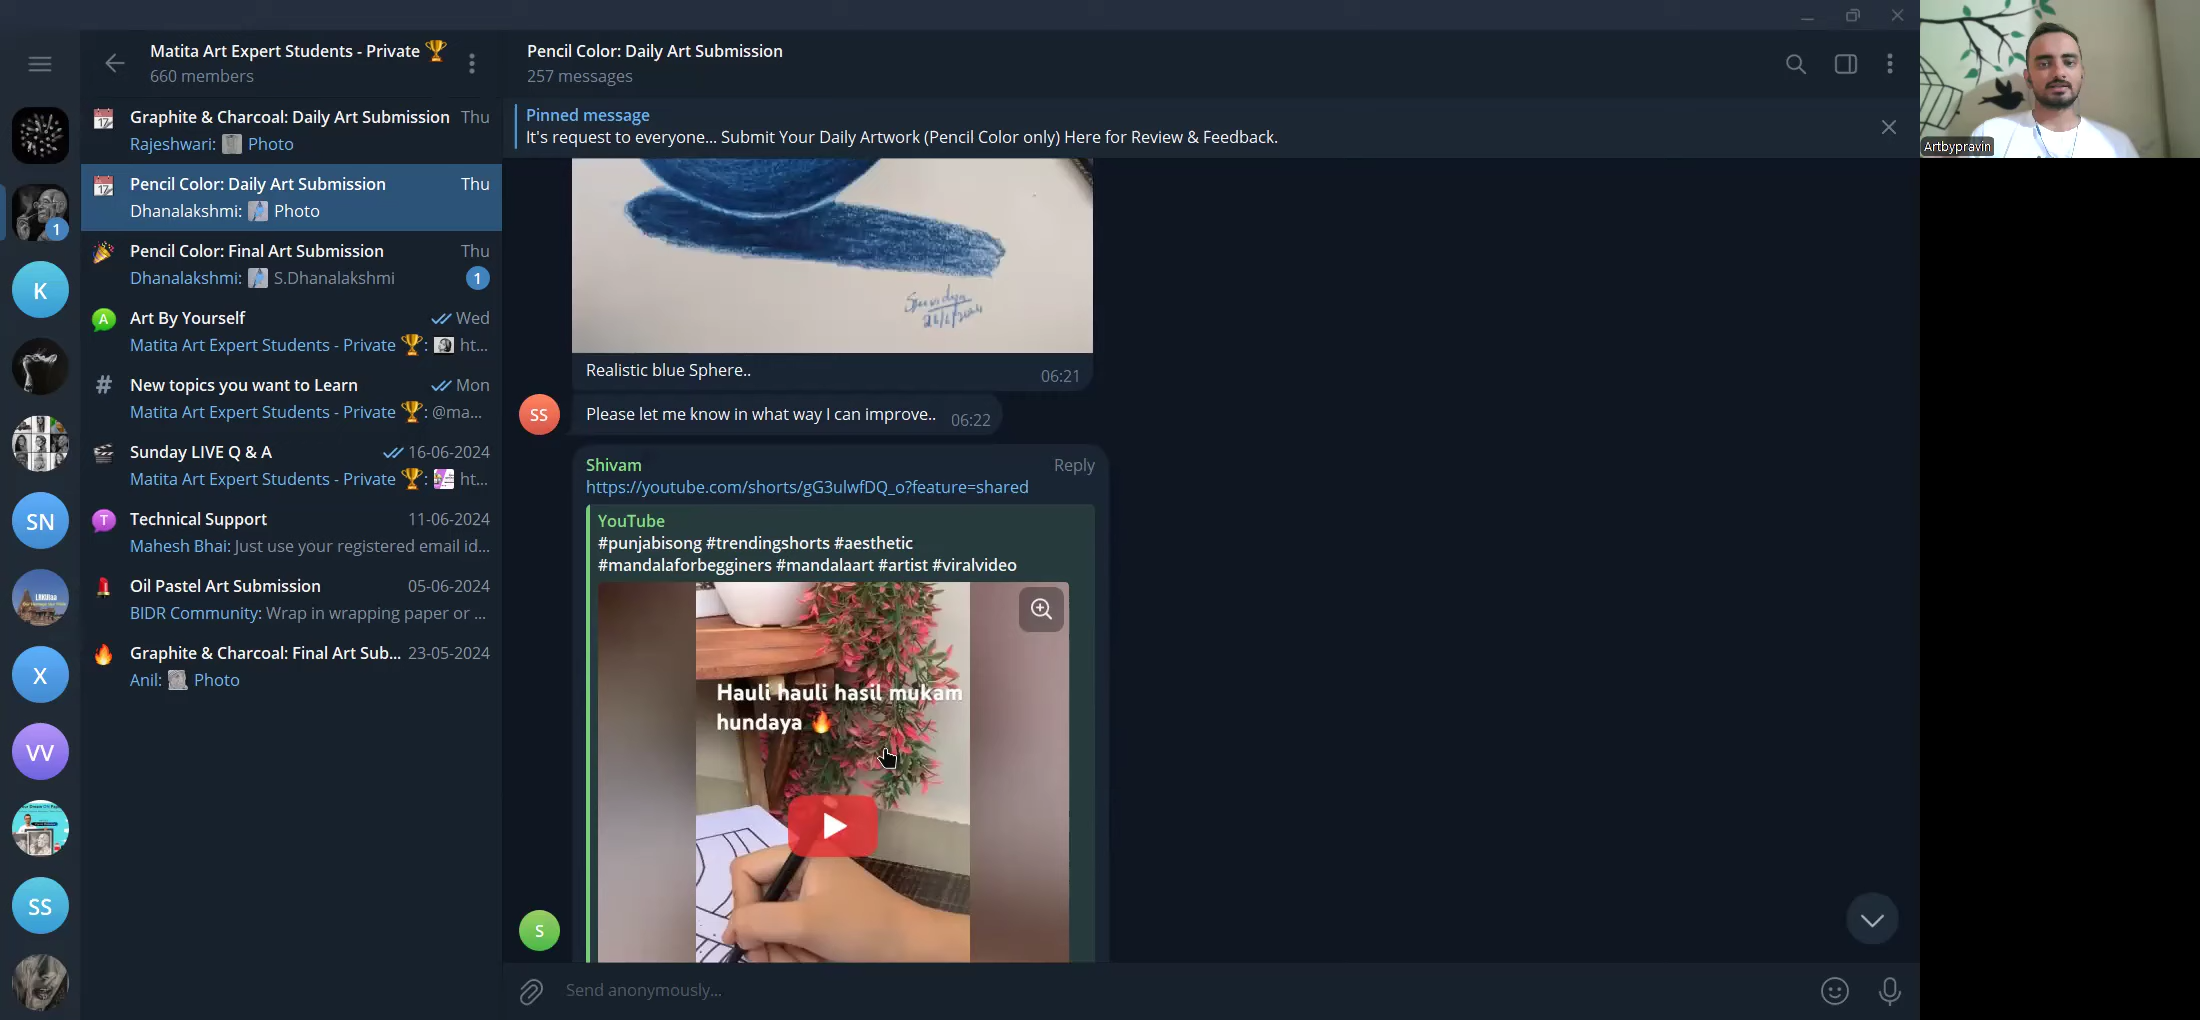 Matita Art Expert Students - Private 🏆
660 members
Graphite & Charcoal: Daily Art Submission Thu
Rajeshwari: Photo
Pencil Color: Daily Art Submission Thu
Dhanalakshmi: Photo
Pencil Color: Final Art Submission Thu
Dhanalakshmi: S.Dhanalakshmi 1
Art By Yourself Wed
Matita Art Expert Students - Private 🏆: ht...
New topics you want to Learn Mon
Matita Art Expert Students - Private 🏆: @ma...
Sunday LIVE Q & A 16-06-2024
Matita Art Expert Students - Private 🏆: ht...
Technical Support 11-06-2024
Mahesh Bhai: Just use your registered email id...
Oil Pastel Art Submission 05-06-2024
BIDR Community: Wrap in wrapping paper or ...
Graphite & Charcoal: Final Art Sub... 23-05-2024
Anil: Photo
1
K
SN
X
VV
SS
A
#
T
17
17
Pencil Color: Daily Art Submission
257 messages
Pinned message
It's request to everyone... Submit Your Daily Artwork (Pencil Color only) Here for Review & Feedback.
Realistic blue Sphere..
06:21
SS
Please let me know in what way I can improve.. 06:22
Shivam Reply
https://youtube.com/shorts/gG3ulwfDQ_o?feature=shared
YouTube
#punjabisong #trendingshorts #aesthetic
#mandalaforbegginers #mandalaart #artist #viralvideo
Hauli hauli hasil mukam
hundaya 🔥
S
Send anonymously...
Artbypravin